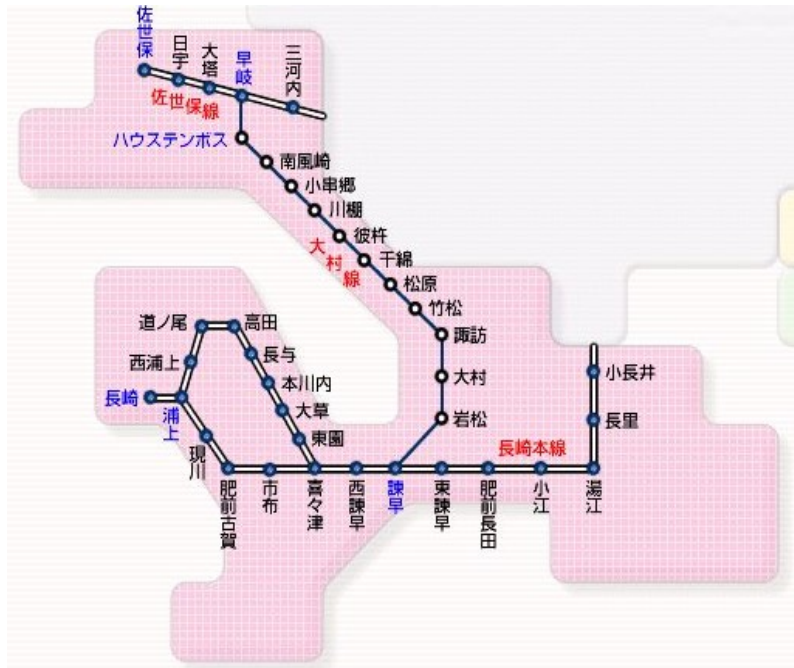 佐世保
日宇
大塔
早岐
三河内
佐世保線
ハウステンボス
南風崎
小串郷
川棚
彼杵
千綿
大村線
松原
竹松
諏訪
大村
岩松
道ノ尾
高田
西浦上
長与
長崎
浦上
本川内
大草
東園
小長井
長里
長崎本線
現川
肥前古賀
市布
喜々津
西諫早
諫早
東諫早
肥前長田
小江
湯江